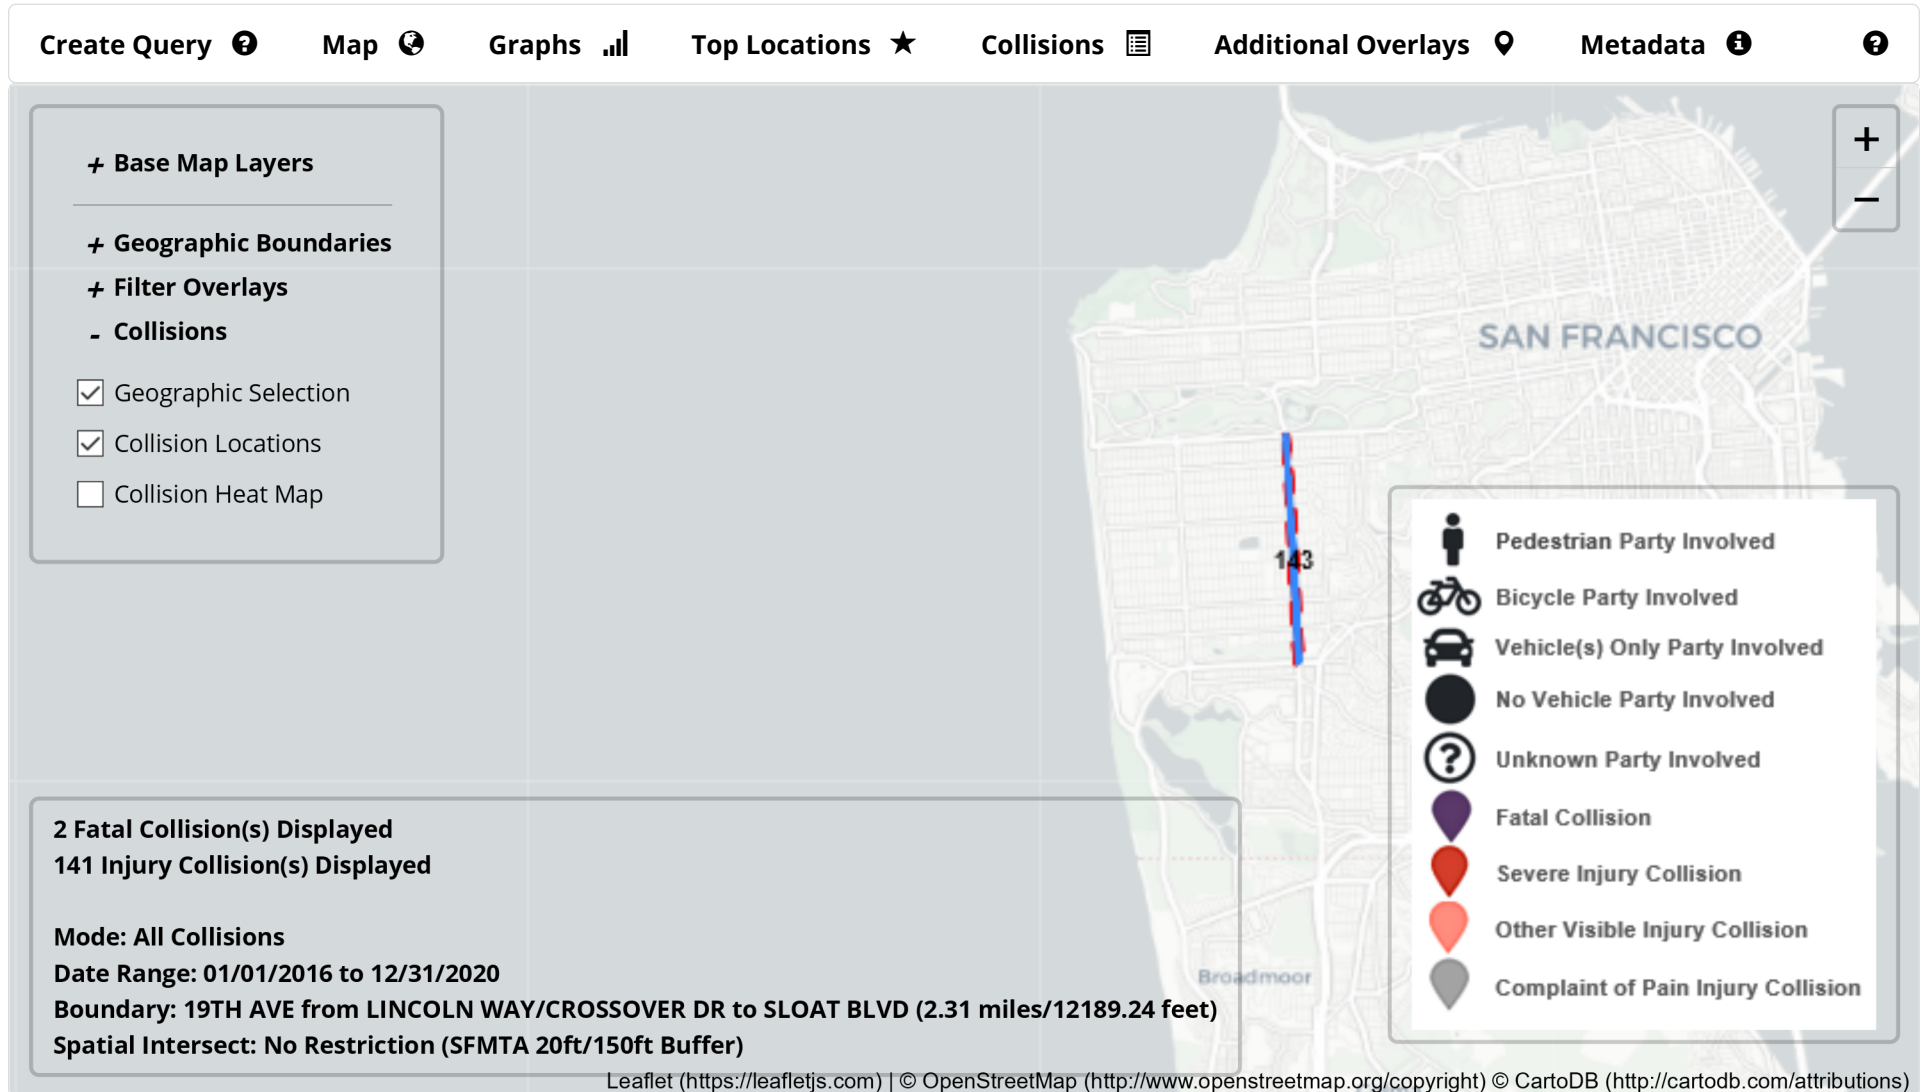 Create Query ? Map Graphs Top Locations Collisions Additional Overlays Metadata i ?
+ Base Map Layers
+ Geographic Boundaries
+ Filter Overlays
- Collisions
Geographic Selection
Collision Locations
Collision Heat Map
+
−
SAN FRANCISCO
143
Pedestrian Party Involved
Bicycle Party Involved
Vehicle(s) Only Party Involved
No Vehicle Party Involved
? Unknown Party Involved
Fatal Collision
Severe Injury Collision
Other Visible Injury Collision
Complaint of Pain Injury Collision
2 Fatal Collision(s) Displayed
141 Injury Collision(s) Displayed
Mode: All Collisions
Date Range: 01/01/2016 to 12/31/2020
Boundary: 19TH AVE from LINCOLN WAY/CROSSOVER DR to SLOAT BLVD (2.31 miles/12189.24 feet)
Spatial Intersect: No Restriction (SFMTA 20ft/150ft Buffer)
Broadmoor
Leaflet (https://leafletjs.com) | © OpenStreetMap (http://www.openstreetmap.org/copyright) © CartoDB (http://cartodb.com/attributions)